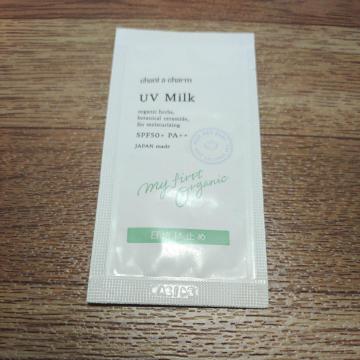 chant a charm
UV Milk
organic herbs,
botanical ceramide,
for moisturizing
SPF50+ PA++
JAPAN made
my first
Organic
日焼け止め